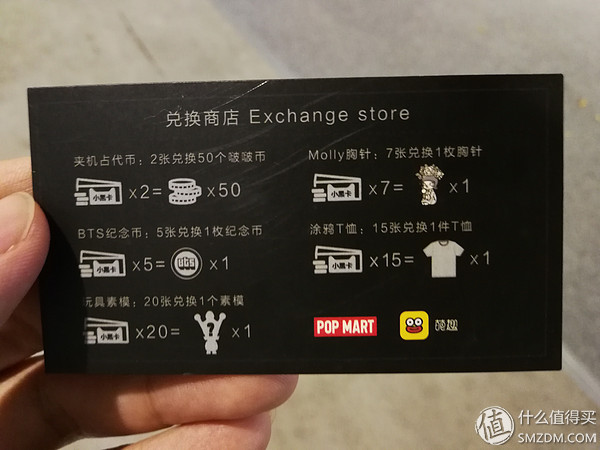 兑换商店 Exchange store
夹机占代币：2张兑换50个啵啵币
小黑卡 x2= x50
BTS纪念币：5张兑换1枚纪念币
小黑卡 x5= BTS x1
玩具素模：20张兑换1个素模
小黑卡 x20= ? x1
Molly胸针：7张兑换1枚胸针
小黑卡 x7= x1
涂鸦T恤：15张兑换1件T恤
小黑卡 x15= x1
POP MART
葩趣
值 什么值得买
SMZDM.COM